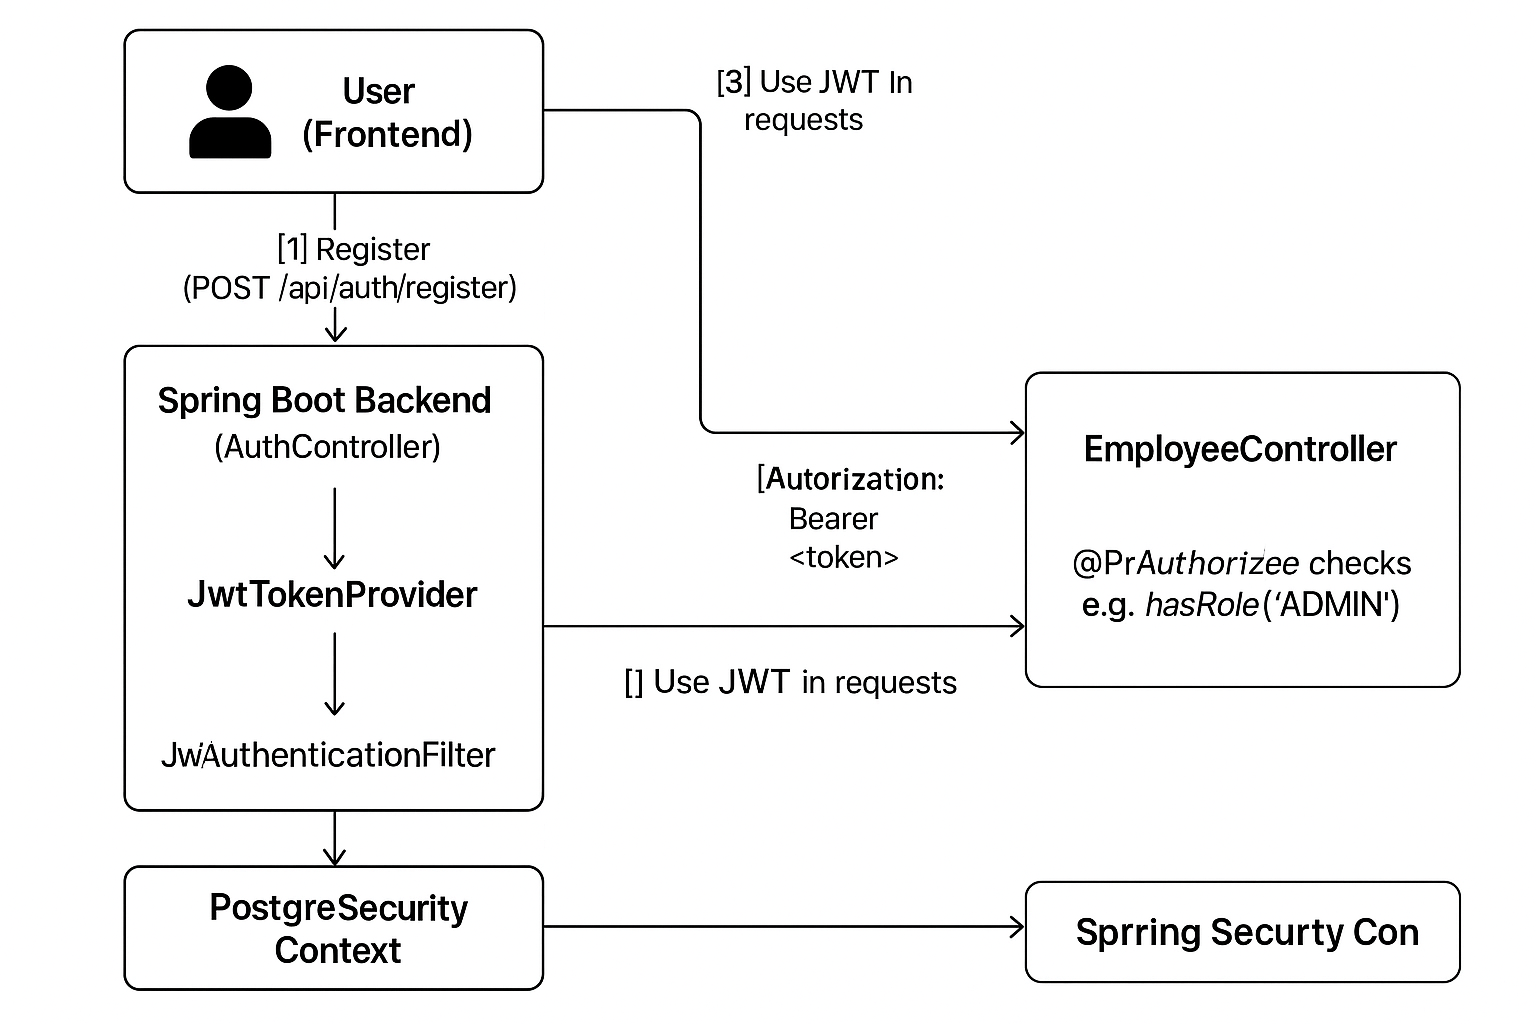 User
(Frontend)
[3] Use JWT In
requests
[1] Register
(POST /api/auth/register)
Spring Boot Backend
(AuthController)
JwtTokenProvider
JwAuthenticationFilter
[Autorization:
Bearer
<token>
[] Use JWT in requests
EmployeeController
@PrAuthorizee checks
e.g. hasRole(‘ADMIN')
PostgreSecurity
Context
Sprring Securty Con